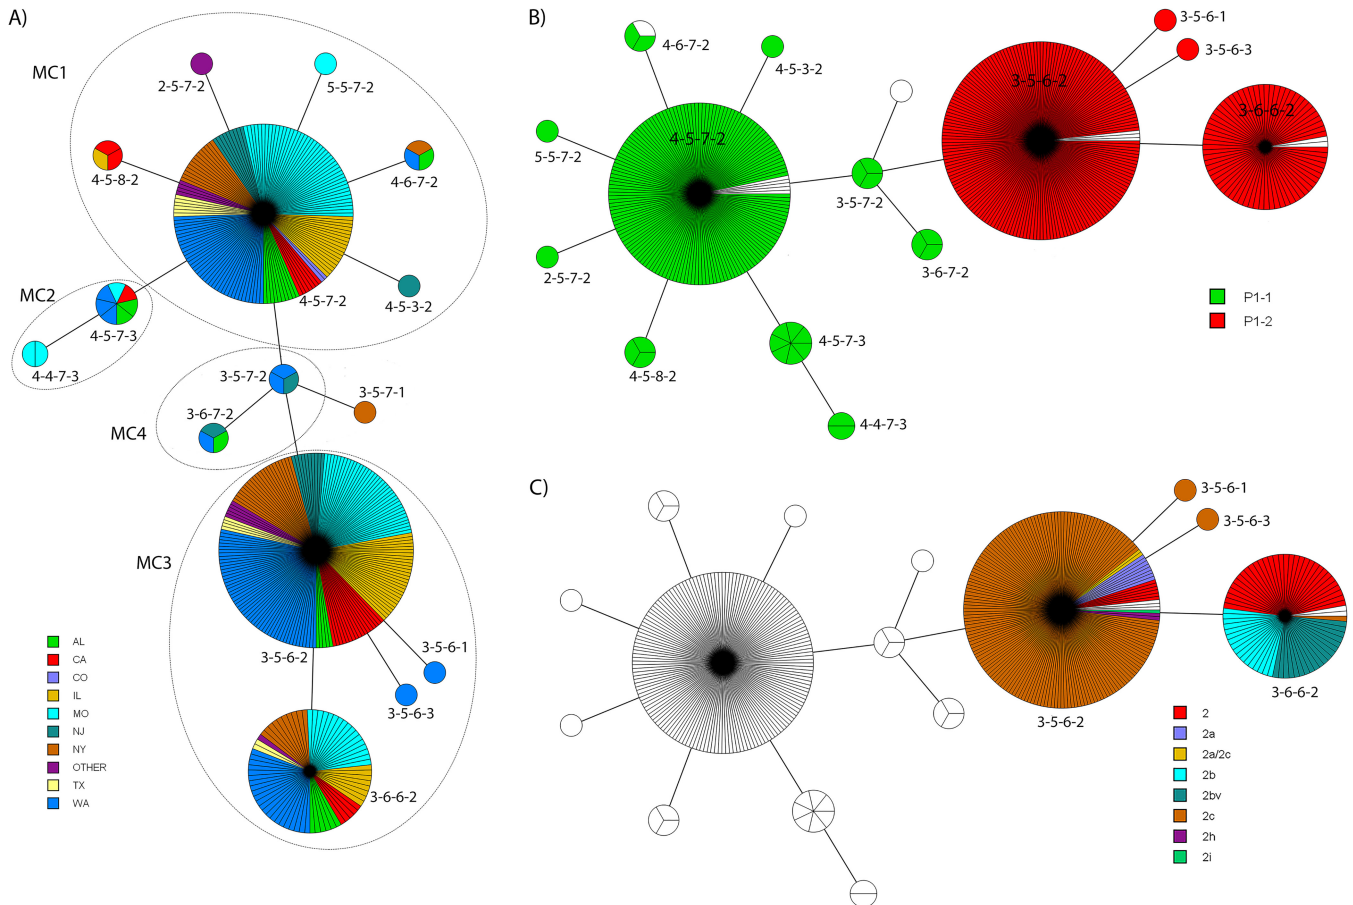 A)
MC1
2-5-7-2
5-5-7-2
4-5-8-2
4-6-7-2
4-5-7-2
4-5-3-2
MC2
4-5-7-3
4-4-7-3
3-5-7-2
3-5-7-1
3-6-7-2
MC4
MC3
3-5-6-2
3-5-6-1
3-5-6-3
3-6-6-2
AL
CA
CO
IL
MO
NJ
NY
OTHER
TX
WA
B)
4-6-7-2
4-5-3-2
5-5-7-2
4-5-7-2
2-5-7-2
4-5-8-2
4-5-7-3
4-4-7-3
3-5-7-2
3-6-7-2
3-5-6-2
3-5-6-1
3-5-6-3
3-6-6-2
P1-1
P1-2
C)
3-5-6-1
3-5-6-3
3-5-6-2
3-6-6-2
2
2a
2a/2c
2b
2bv
2c
2h
2i